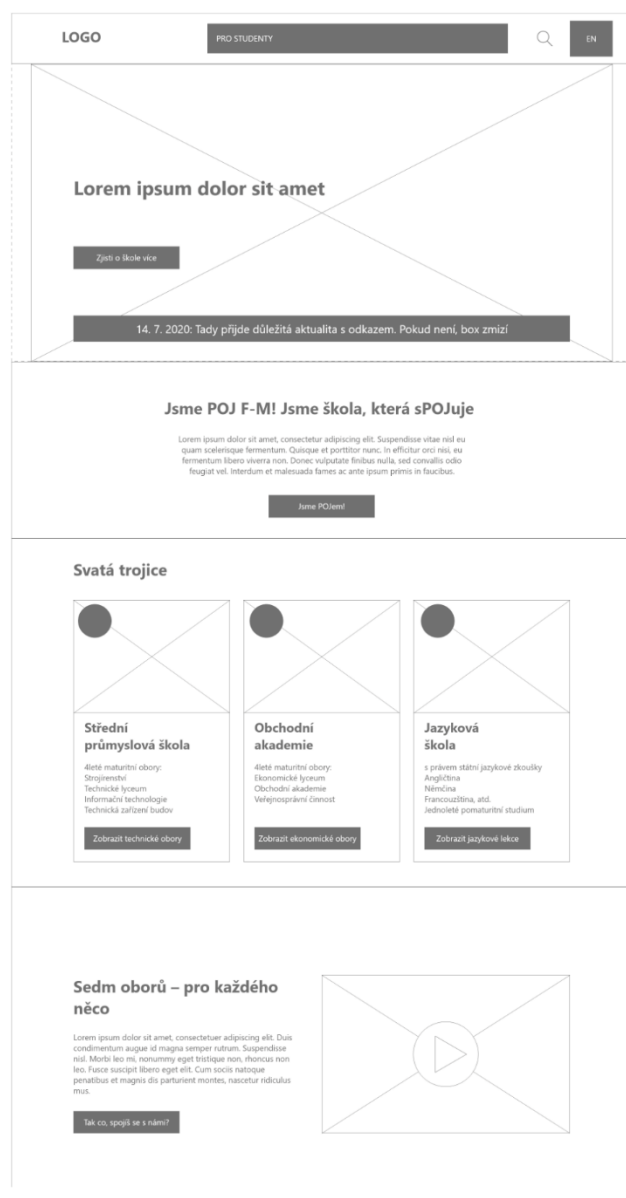 LOGO
PRO STUDENTY
EN
Lorem ipsum dolor sit amet
Zjisti o škole více
14. 7. 2020: Tady přijde důležitá aktualita s odkazem. Pokud není, box zmizí
Jsme POJ F-M! Jsme škola, která sPOJuje
Lorem ipsum dolor sit amet, consectetur adipiscing elit. Suspendisse vitae nisl eu
quam scelerisque fermentum. Quisque et porttitor nunc. In efficitur orci nisi, eu
fermentum libero viverra non. Donec vulputate finibus nulla, sed convallis odio
feugiat vel. Interdum et malesuada fames ac ante ipsum primis in faucibus.
Jsme POJem!
Svatá trojice
Střední
průmyslová škola
4leté maturitní obory:
Strojírenství
Technické lyceum
Informační technologie
Technická zařízení budov
Zobrazit technické obory
Obchodní
akademie
4leté maturitní obory:
Ekonomické lyceum
Obchodní akademie
Veřejnosprávní činnost
Zobrazit ekonomické obory
Jazyková
škola
s právem státní jazykové zkoušky
Angličtina
Němčina
Francouzština, atd.
Jednoleté pomaturitní studium
Zobrazit jazykové lekce
Sedm oborů – pro každého
něco
Lorem ipsum dolor sit amet, consectetuer adipiscing elit. Duis
condimentum augue id magna semper rutrum. Suspendisse
nisl. Morbi leo mi, nonummy eget tristique non, rhoncus non
leo. Fusce suscipit libero eget elit. Cum sociis natoque
penatibus et magnis dis parturient montes, nascetur ridiculus
mus.
Tak co, spojíš se s námi?